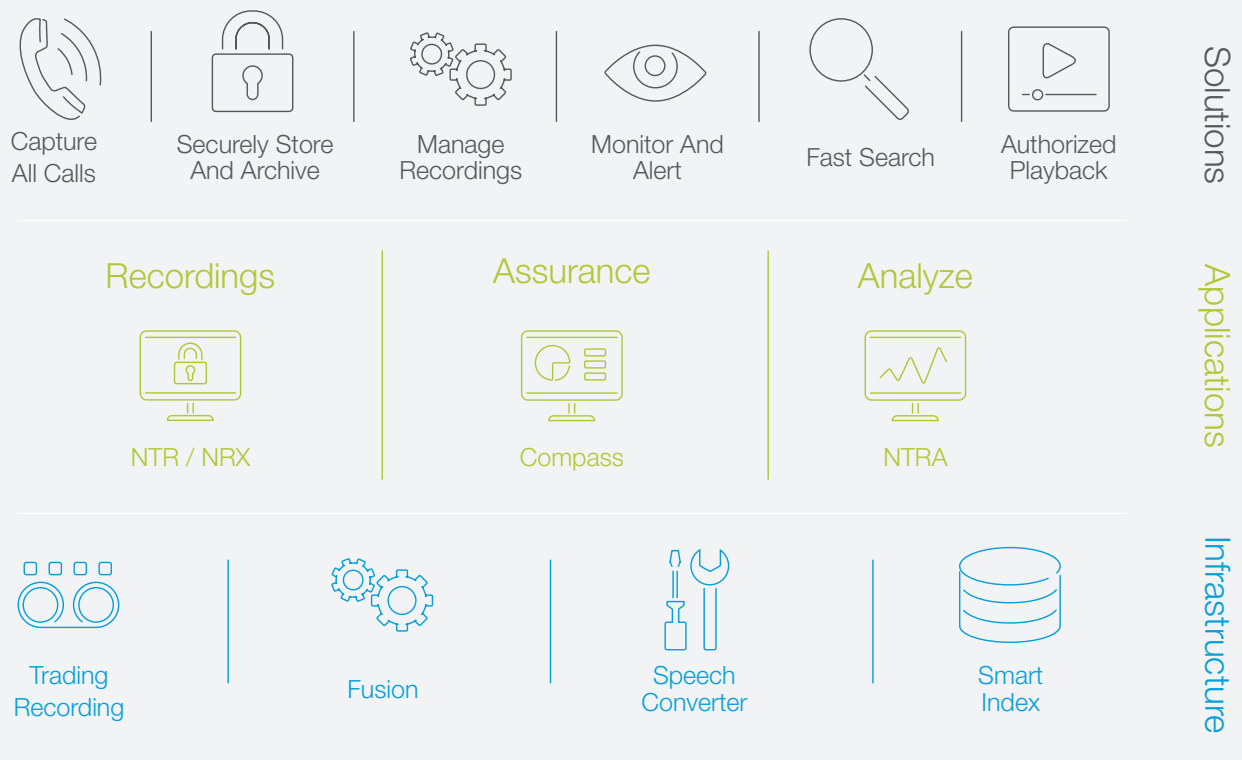 Capture
All Calls
Securely Store
And Archive
Manage
Recordings
Monitor And
Alert
Fast Search
Authorized
Playback
Solutions
Recordings
NTR / NRX
Assurance
Compass
Analyze
NTRA
Applications
Trading
Recording
Fusion
Speech
Converter
Smart
Index
Infrastructure